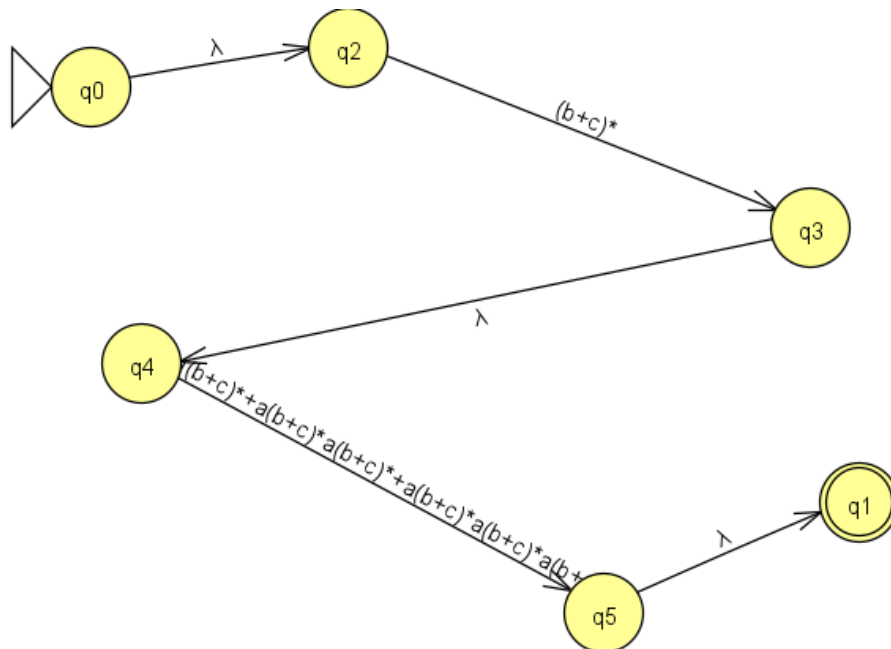 λ
q0
q2
(b+c)*
q3
λ
q4
((b+c)*+a(b+c)*a(b+c)*+a(b+c)*a(b+c)*a(b+
q1
λ
q5